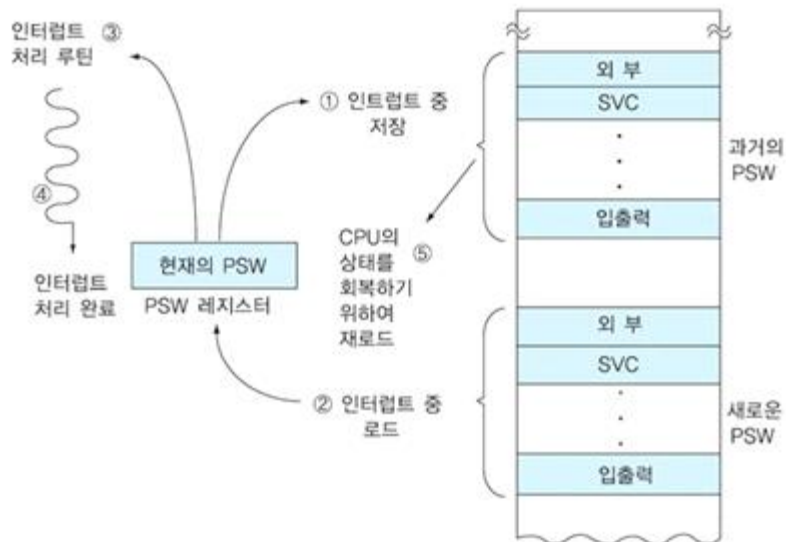 인터럽트 ③
처리 루틴
① 인트럽트 중
저장
④
인터럽트
처리 완료
현재의 PSW
PSW 레지스터
CPU의
상태를 ⑤
회복하기
위하여
재로드
② 인터럽트 중
로드
외 부
SVC
입출력
과거의
PSW
외 부
SVC
입출력
새로운
PSW